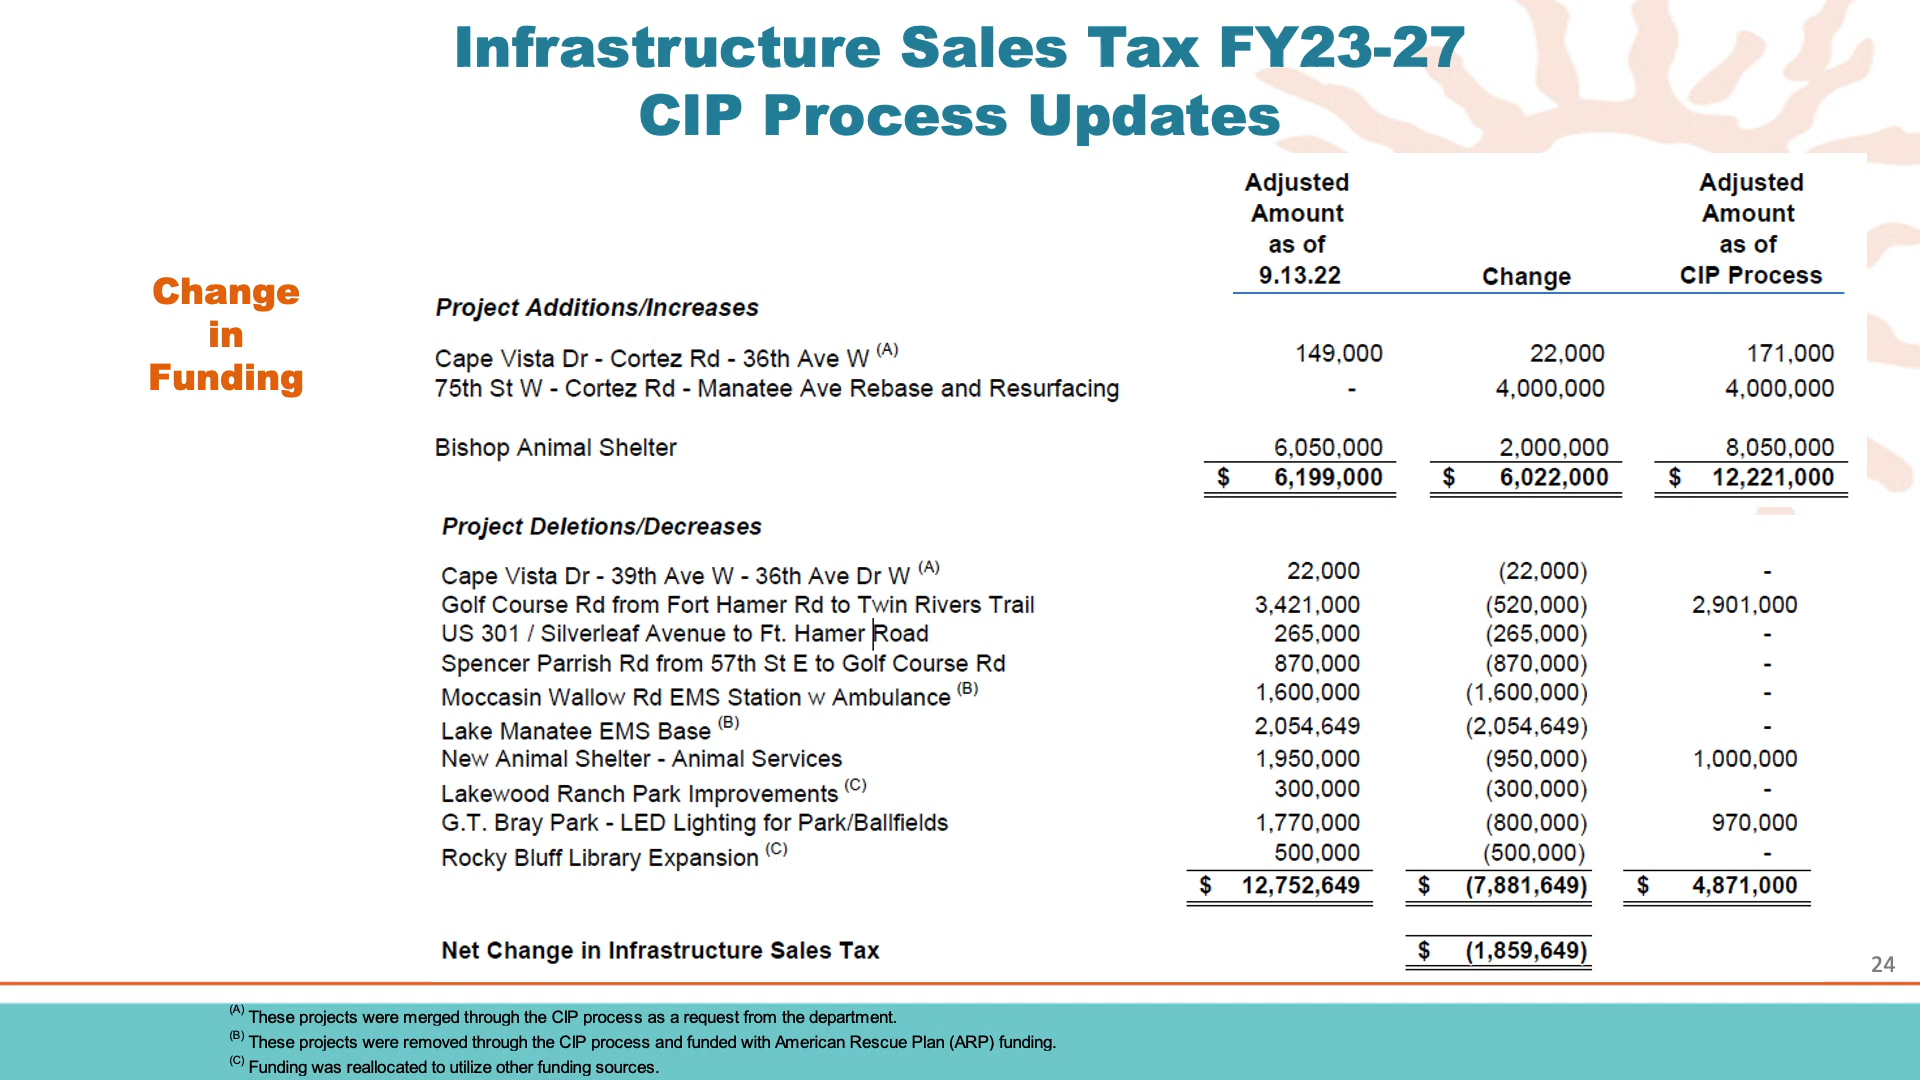 Infrastructure Sales Tax FY23-27
CIP Process Updates
Change
in
Funding
Adjusted
Amount
as of
9.13.22
Change
Adjusted
Amount
as of
CIP Process
Project Additions/Increases
Cape Vista Dr - Cortez Rd - 36th Ave W (A) 149,000 22,000 171,000
75th St W - Cortez Rd - Manatee Ave Rebase and Resurfacing - 4,000,000 4,000,000
Bishop Animal Shelter 6,050,000 2,000,000 8,050,000
$ 6,199,000 $ 6,022,000 $ 12,221,000
Project Deletions/Decreases
Cape Vista Dr - 39th Ave W - 36th Ave Dr W (A) 22,000 (22,000) -
Golf Course Rd from Fort Hamer Rd to Twin Rivers Trail 3,421,000 (520,000) 2,901,000
US 301 / Silverleaf Avenue to Ft. Hamer Road 265,000 (265,000) -
Spencer Parrish Rd from 57th St E to Golf Course Rd 870,000 (870,000) -
Moccasin Wallow Rd EMS Station w Ambulance (B) 1,600,000 (1,600,000) -
Lake Manatee EMS Base (B) 2,054,649 (2,054,649) -
New Animal Shelter - Animal Services 1,950,000 (950,000) 1,000,000
Lakewood Ranch Park Improvements (C) 300,000 (300,000) -
G.T. Bray Park - LED Lighting for Park/Ballfields 1,770,000 (800,000) 970,000
Rocky Bluff Library Expansion (C) 500,000 (500,000) -
$ 12,752,649 $ (7,881,649) $ 4,871,000
Net Change in Infrastructure Sales Tax $ (1,859,649)
24
(A) These projects were merged through the CIP process as a request from the department.
(B) These projects were removed through the CIP process and funded with American Rescue Plan (ARP) funding.
(C) Funding was reallocated to utilize other funding sources.